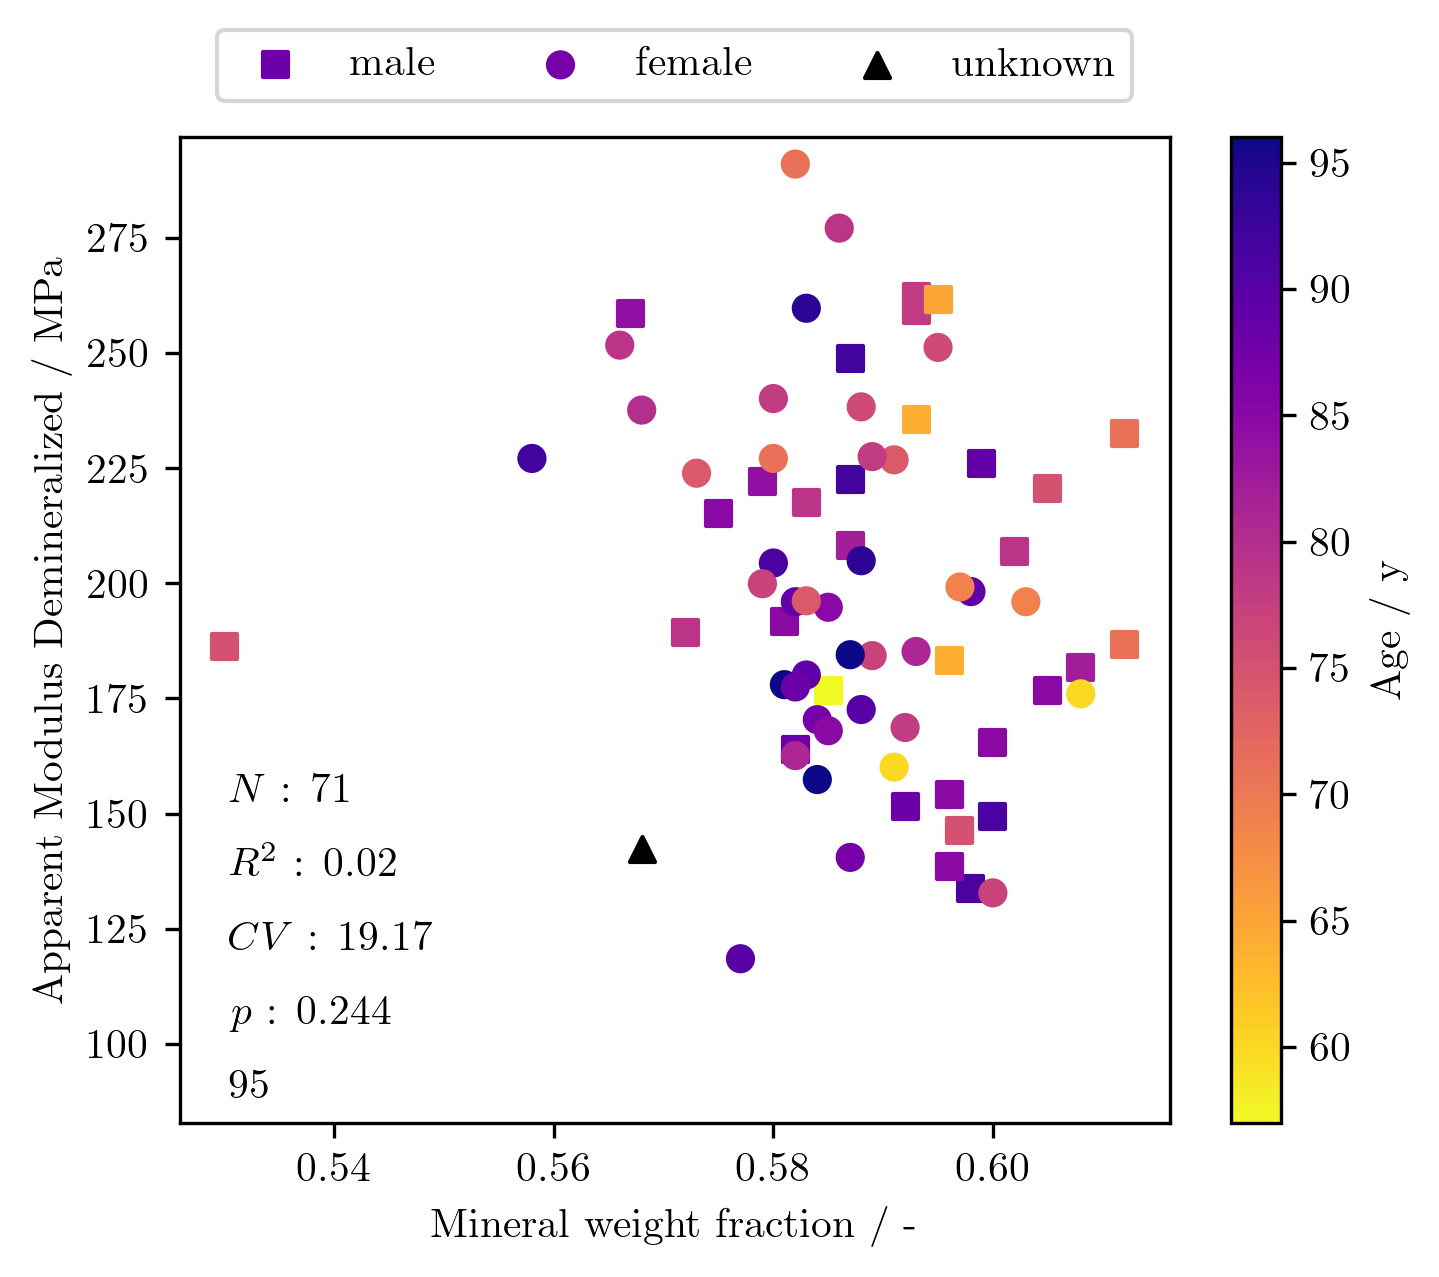 male female unknown
Apparent Modulus Demineralized / MPa
275
250
225
200
175
150
125
100
N : 71
R² : 0.02
CV : 19.17
p : 0.244
95
0.54 0.56 0.58 0.60
Mineral weight fraction / -
95
90
85
80
75
70
65
60
Age / y